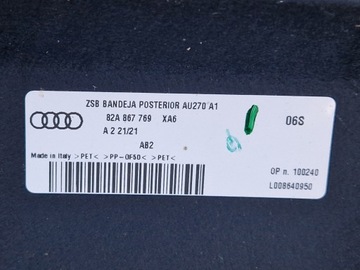 ZSB BANDEJA POSTERIOR AU270 A1
82A 867 769 XA6
06S
A 2 21/21
AB2
Made in Italy >PET< >PP-GF50< >PET<
OP n. 100240
L008640950